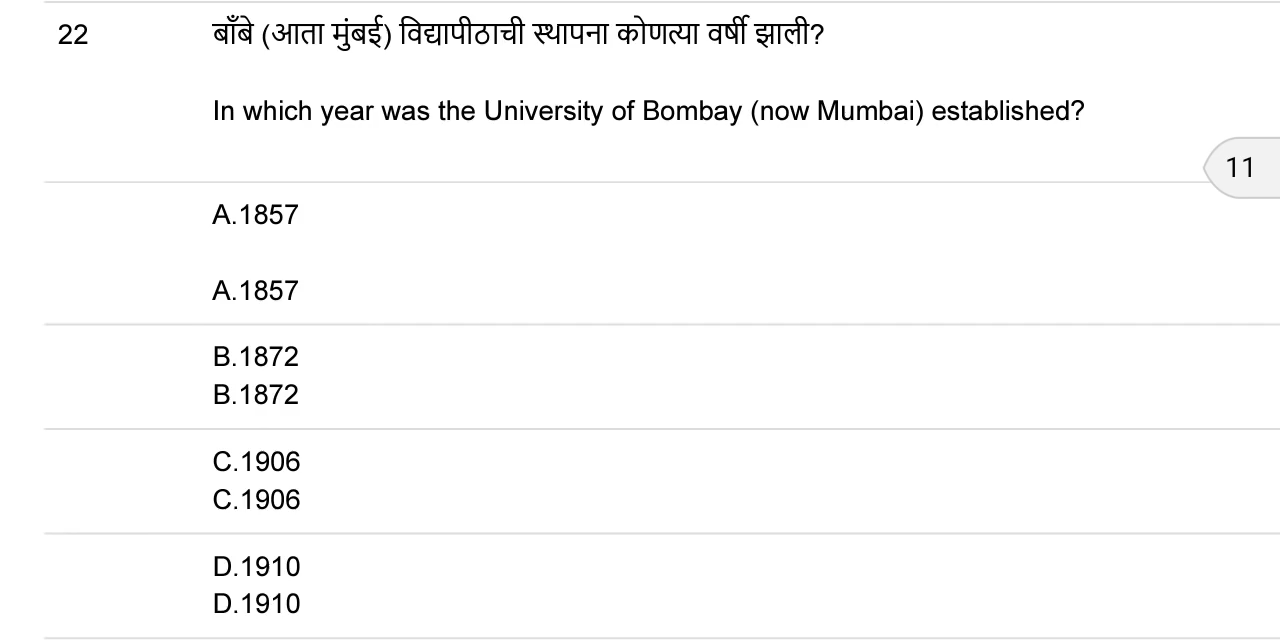 22 बॉंबे (आता मुंबई) विद्यापीठाची स्थापना कोणत्या वर्षी झाली?
In which year was the University of Bombay (now Mumbai) established?
11
A.1857
A.1857
B.1872
B.1872
C.1906
C.1906
D.1910
D.1910